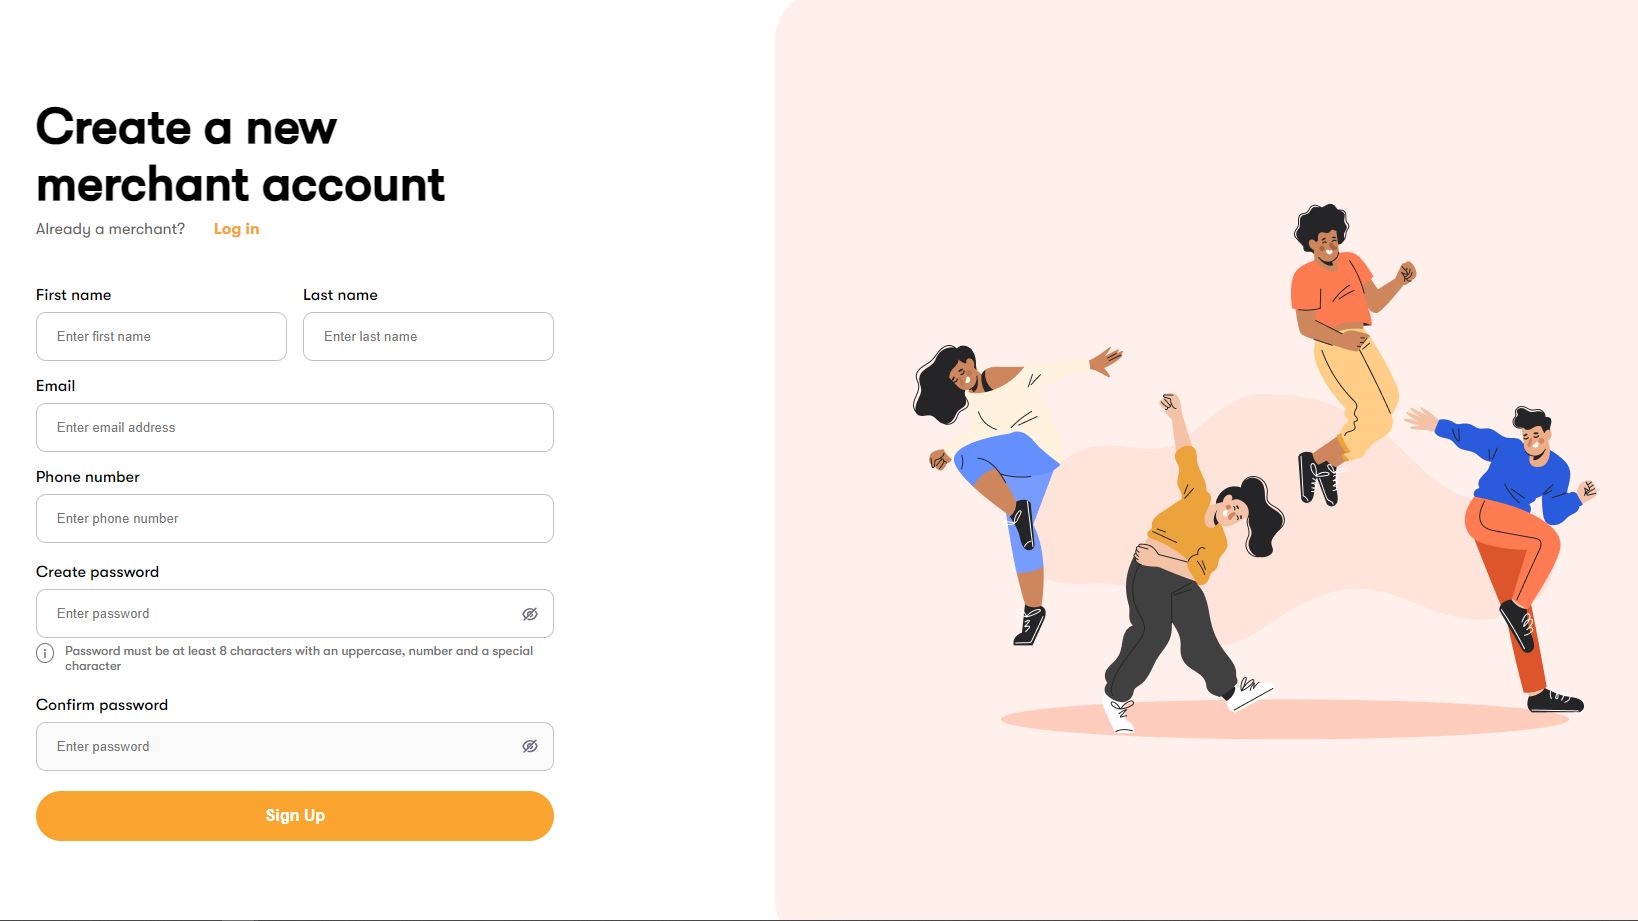 Create a new
merchant account
Already a merchant? Log in
First name Last name
Enter first name Enter last name
Email
Enter email address
Phone number
Enter phone number
Create password
Enter password
Password must be at least 8 characters with an uppercase, number and a special
character
Confirm password
Enter password
Sign Up